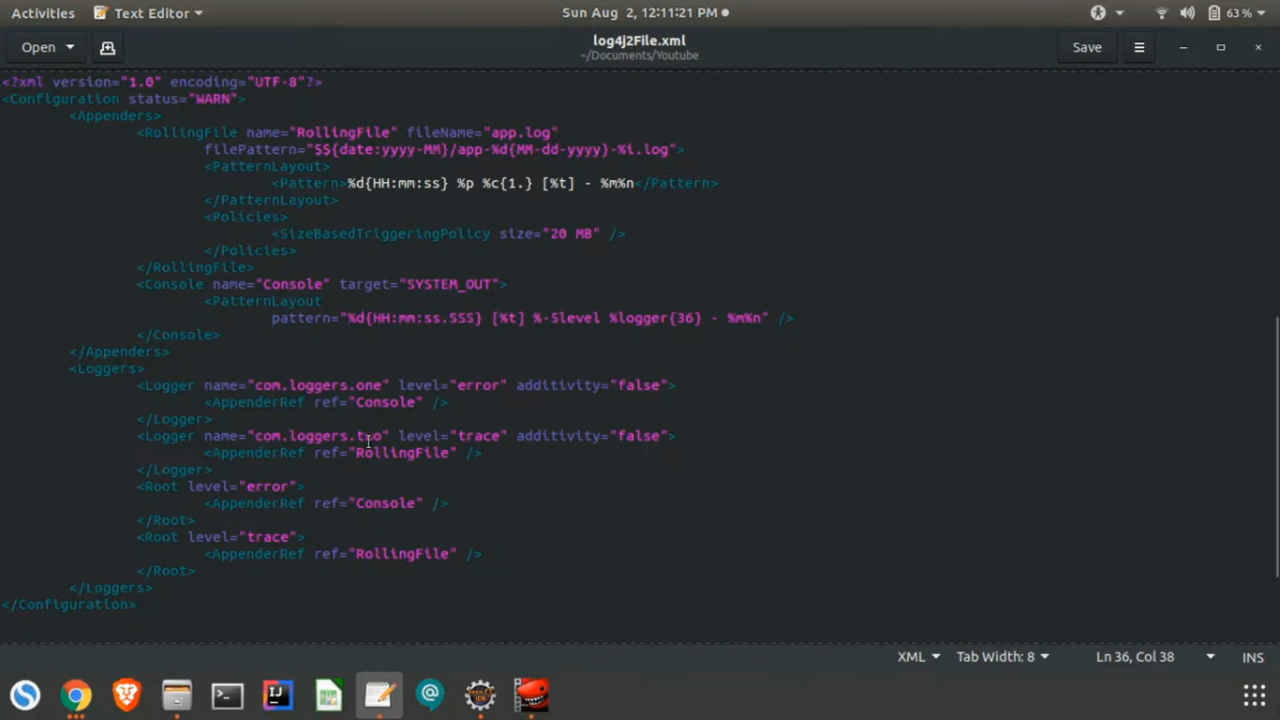 Activities Text Editor Sun Aug 2, 12:11:21 PM 63 %
Open log4j2File.xml Save
~/Documents/Youtube
<?xml version="1.0" encoding="UTF-8"?>
<Configuration status="WARN">
<Appenders>
<RollingFile name="RollingFile" fileName="app.log"
filePattern="$${date:yyyy-MM}/app-%d{MM-dd-yyyy}-%i.log">
<PatternLayout>
<Pattern>%d{HH:mm:ss} %p %c{1.} [%t] - %m%n</Pattern>
</PatternLayout>
<Policies>
<SizeBasedTriggeringPolicy size="20 MB" />
</Policies>
</RollingFile>
<Console name="Console" target="SYSTEM_OUT">
<PatternLayout
pattern="%d{HH:mm:ss.SSS} [%t] %-5level %logger{36} - %m%n" />
</Console>
</Appenders>
<Loggers>
<Logger name="com.loggers.one" level="error" additivity="false">
<AppenderRef ref="Console" />
</Logger>
<Logger name="com.loggers.two" level="trace" additivity="false">
<AppenderRef ref="RollingFile" />
</Logger>
<Root level="error">
<AppenderRef ref="Console" />
</Root>
<Root level="trace">
<AppenderRef ref="RollingFile" />
</Root>
</Loggers>
</Configuration>
XML Tab Width: 8 Ln 36, Col 38 INS